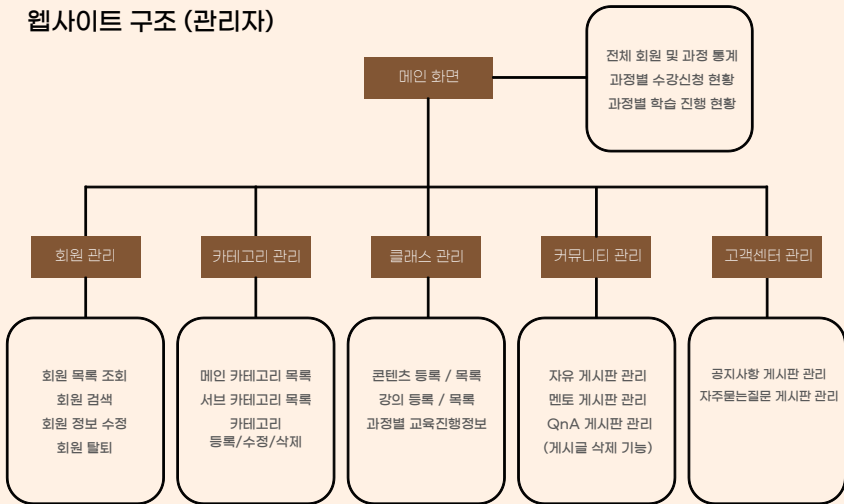 웹사이트 구조 (관리자)
메인 화면
전체 회원 및 과정 통계
과정별 수강신청 현황
과정별 학습 진행 현황
회원 관리
회원 목록 조회
회원 검색
회원 정보 수정
회원 탈퇴
카테고리 관리
메인 카테고리 목록
서브 카테고리 목록
카테고리
등록/수정/삭제
클래스 관리
콘텐츠 등록 / 목록
강의 등록 / 목록
과정별 교육진행정보
커뮤니티 관리
자유 게시판 관리
멘토 게시판 관리
QnA 게시판 관리
(게시글 삭제 기능)
고객센터 관리
공지사항 게시판 관리
자주묻는질문 게시판 관리